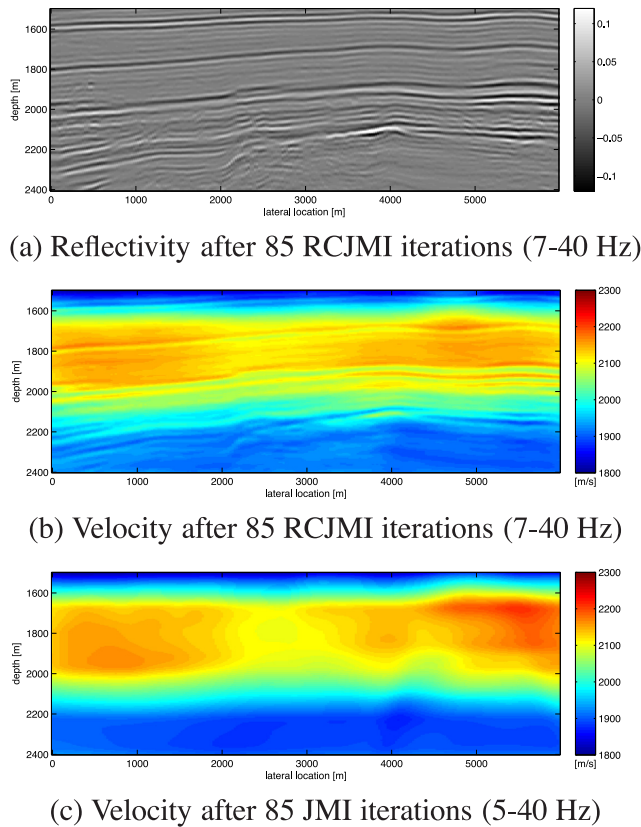 1600
1800
2000
2200
2400
depth [m]
0 1000 2000 3000 4000 5000
lateral location [m]
0.1
0.05
0
−0.05
−0.1
(a) Reflectivity after 85 RCJMI iterations (7-40 Hz)
1600
1800
2000
2200
2400
depth [m]
0 1000 2000 3000 4000 5000
lateral location [m]
2300
2200
2100
2000
1900
1800
[m/s]
(b) Velocity after 85 RCJMI iterations (7-40 Hz)
1600
1800
2000
2200
2400
depth [m]
0 1000 2000 3000 4000 5000
lateral location [m]
2300
2200
2100
2000
1900
1800
[m/s]
(c) Velocity after 85 JMI iterations (5-40 Hz)